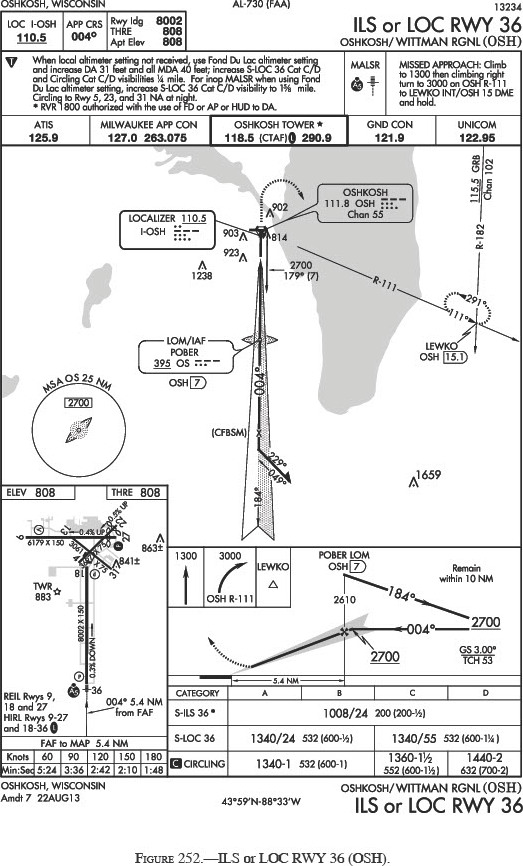 OSHKOSH, WISCONSIN
AL-730 (FAA)
13234
LOC I-OSH
110.5
APP CRS
004°
Rwy ldg 8002
THRE 808
Apt Elev 808
ILS or LOC RWY 36
OSHKOSH/WITTMAN RGNL (OSH)
T
When local altimeter setting not received, use Fond Du Lac altimeter setting
and increase DA 31 feet and all MDA 40 feet; increase S-LOC 36 Cat C/D
and Circling Cat C/D visibilities ¼ mile. For inop MALSR when using Fond
Du Lac altimeter setting, increase S-LOC 36 Cat C/D visibility to 1⅝ mile.
Circling to Rwy 5, 23, and 31 NA at night.
* RVR 1800 authorized with the use of FD or AP or HUD to DA.
MALSR
A5
MISSED APPROACH: Climb
to 1300 then climbing right
turn to 3000 on OSH R-111
to LEWKO INT/OSH 15 DME
and hold.
ATIS
125.9
MILWAUKEE APP CON
127.0 263.075
OSHKOSH TOWER *
118.5 (CTAF) L 290.9
GND CON
121.9
UNICOM
122.95
115.5 GRB
Chan 102
R-182
OSHKOSH
111.8 OSH
Chan 55
LOCALIZER 110.5
I-OSH
902
903
814
923
1238
2700
179° (7)
R-111
291°
111°
LEWKO
OSH 15.1
LOM/IAF
POBER
395 OS
OSH 7
004°
MSA OS 25 NM
2700
(CFBSM)
229°
049°
184°
1659
ELEV 808
THRE 808
0.4% UP
0.5% UP
9
6179 X 150
27
863±
841±
31
18
TWR
883
8002 X 150
0.3% DOWN
36
REIL Rwys 9,
18 and 27
HIRL Rwys 9-27
and 18-36 L
004° 5.4 NM
from FAF
FAF to MAP 5.4 NM
Knots 60 90 120 150 180
Min:Sec 5:24 3:36 2:42 2:10 1:48
1300
3000
OSH R-111
LEWKO
POBER LOM
OSH 7
2610
Remain
within 10 NM
184°
2700
004°
2700
GS 3.00°
TCH 53
5.4 NM
CATEGORY A B C D
S-ILS 36 * 1008/24 200 (200-½)
S-LOC 36 1340/24 532 (600-½) 1340/55 532 (600-1¼)
C CIRCLING 1340-1 532 (600-1) 1360-1½ 552 (600-1½) 1440-2 632 (700-2)
OSHKOSH, WISCONSIN
Amdt 7 22AUG13
43°59'N-88°33'W
OSHKOSH/WITTMAN RGNL (OSH)
ILS or LOC RWY 36
FIGURE 252.—ILS or LOC RWY 36 (OSH).